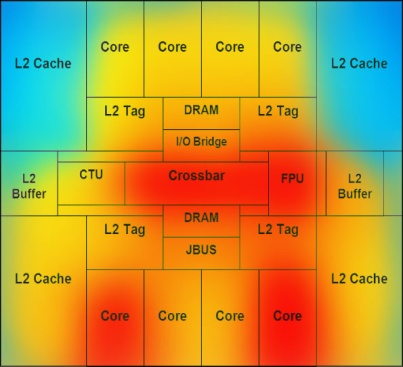 L2 Cache
Core
Core
Core
Core
L2 Cache
L2 Tag
DRAM
L2 Tag
I/O Bridge
L2
Buffer
CTU
Crossbar
FPU
L2
Buffer
L2 Tag
DRAM
L2 Tag
JBUS
L2 Cache
L2 Cache
Core
Core
Core
Core